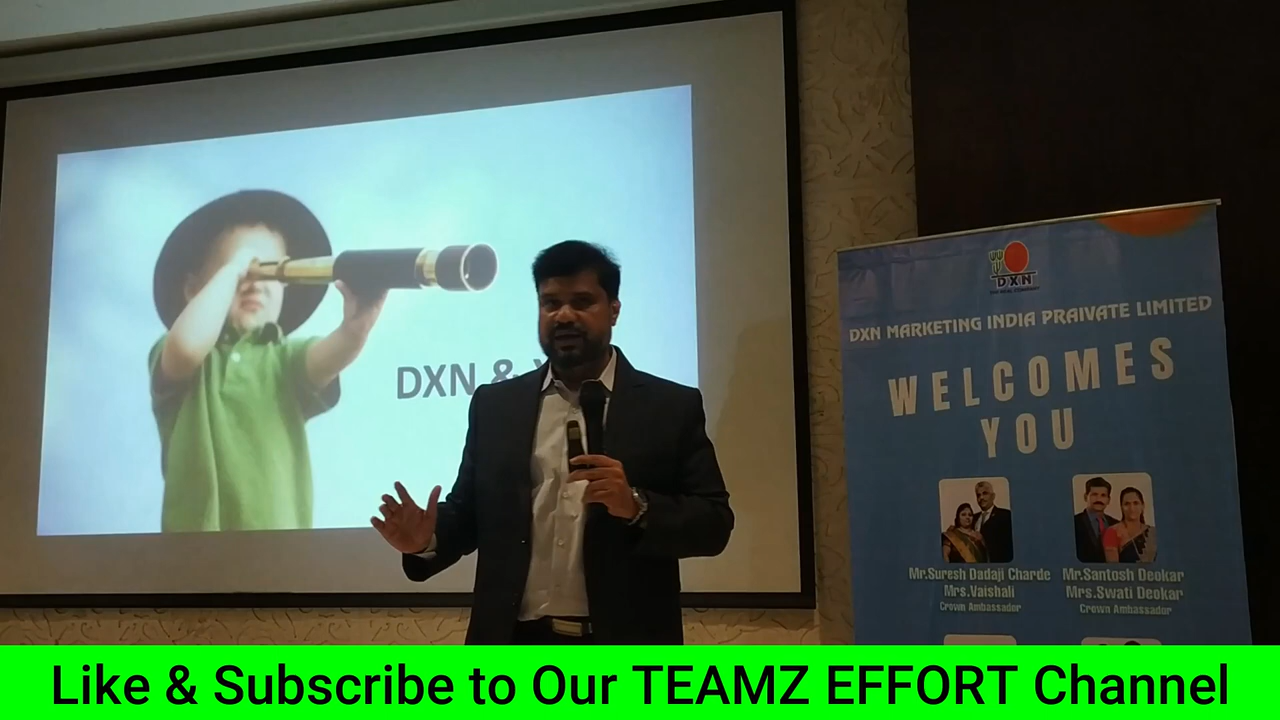 DXN &
DXN
DXN MARKETING INDIA PRAIVATE LIMITED
WELCOMES
YOU
Mr.Suresh Dadaji Charde
Mrs.Vaishali
Crown Ambassador
Mr.Santosh Deokar
Mrs.Swati Deokar
Crown Ambassador
Like & Subscribe to Our TEAMZ EFFORT Channel